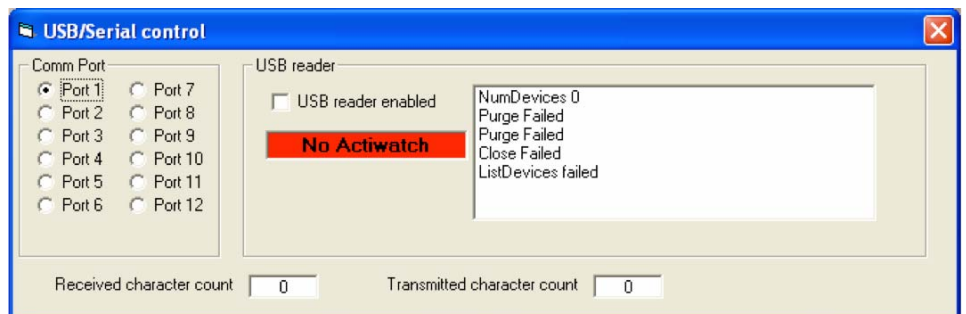 USB/Serial control
Comm Port
Port 1 Port 7
Port 2 Port 8
Port 3 Port 9
Port 4 Port 10
Port 5 Port 11
Port 6 Port 12
USB reader
USB reader enabled
No Actiwatch
NumDevices 0
Purge Failed
Purge Failed
Close Failed
ListDevices failed
Received character count 0 Transmitted character count 0